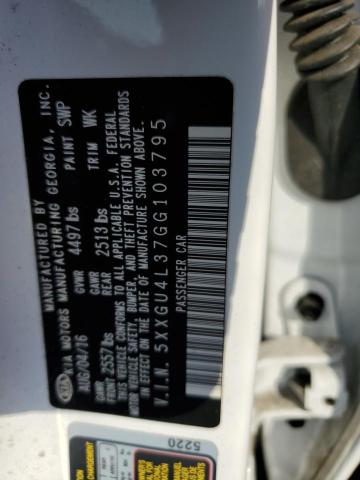 MANUFACTURED BY
KIA MOTORS MANUFACTURING GEORGIA, INC.
AUG/04/16 GVWR 4497 lbs PAINT SWP
GAWR FRONT 2557 lbs GAWR REAR 2513 lbs TRIM WK
THIS VEHICLE CONFORMS TO ALL APPLICABLE U.S.A. FEDERAL
MOTOR VEHICLE SAFETY, BUMPER, AND THEFT PREVENTION STANDARDS
IN EFFECT ON THE DATE OF MANUFACTURE SHOWN ABOVE.
V.I.N. 5XXGU4L37GG103795
PASSENGER CAR
5220